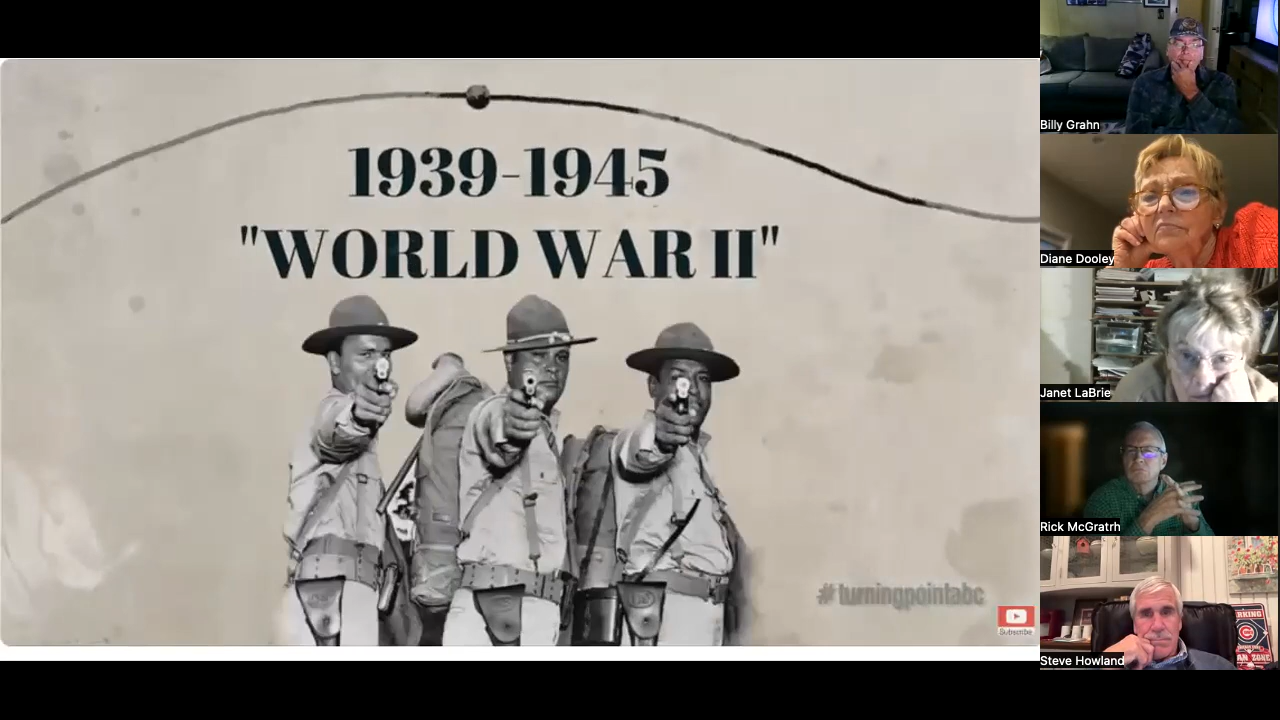 1939-1945
"WORLD WAR II"
#turningpointabc
Subscribe
Billy Grahn
Diane Dooley
Janet LaBrie
Rick McGratrh
Steve Howland